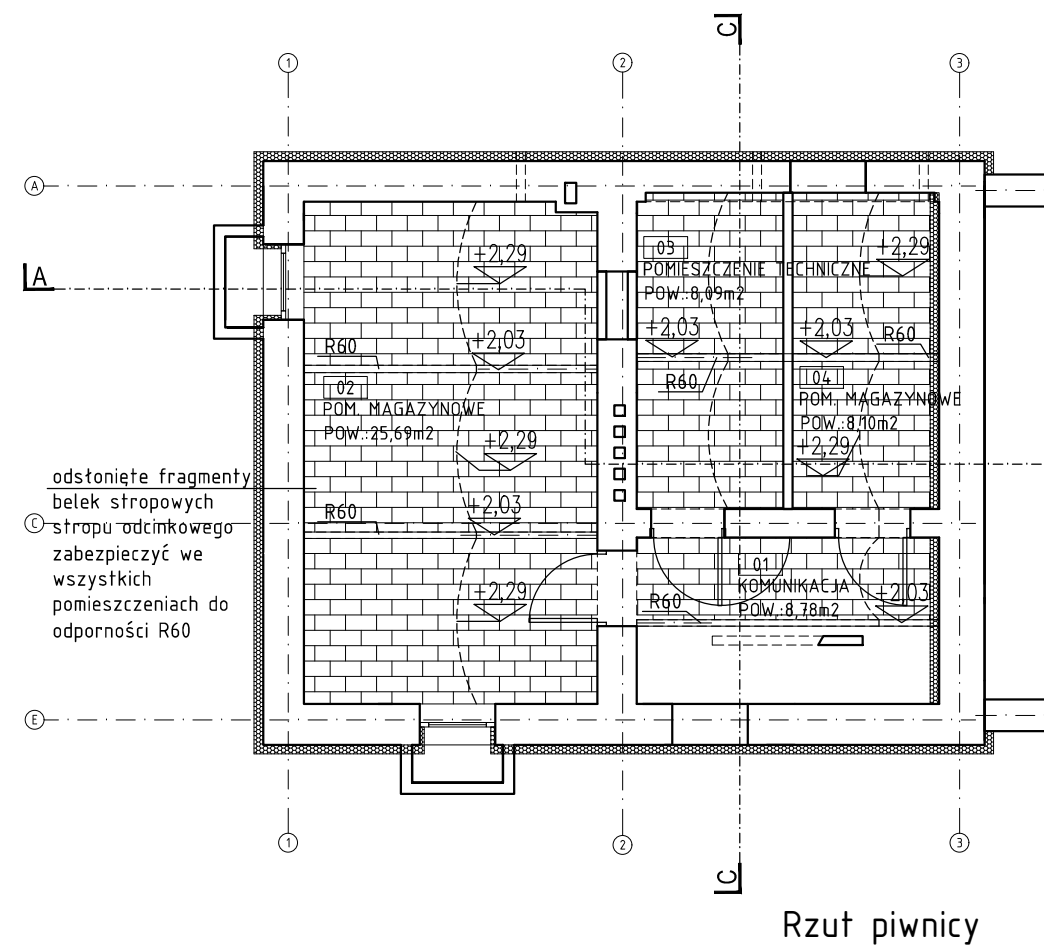 C
1
2
3
A
A
03
POMIESZCZENIE TECHNICZNE
POW.:8,09m2
+2,29
+2,29
+2,03
+2,03
+2,03
R60
R60
R60
02
POM. MAGAZYNOWE
POW.:25,69m2
04
POM. MAGAZYNOWE
POW.:8,10m2
+2,29
+2,29
odsłonięte fragmenty
belek stropowych
stropu odcinkowego
zabezpieczyć we
wszystkich
pomieszczeniach do
odporności R60
C
R60
+2,03
01
KOMUNIKACJA
POW.:8,78m2
+2,29
+2,03
R60
E
1
2
3
C
Rzut piwnicy